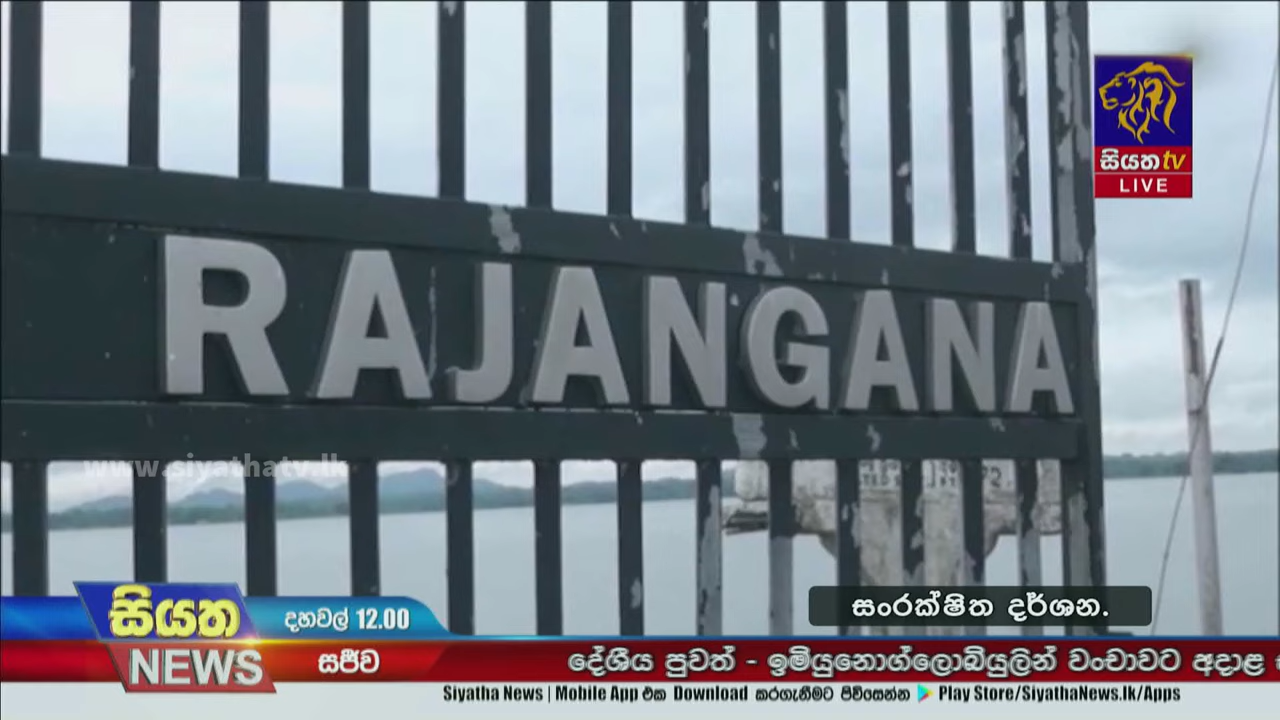 සියත tv
LIVE
RAJANGANA
www.siyathatv.lk
සංරක්ෂිත දර්ශන.
සියත
දහවල් 12.00
NEWS
සජීව
දේශීය පුවත් - ඉමියුනොග්ලොබියුලින් වංචාවට අදාළ
Siyatha News | Mobile App එක Download කරගැනීමට පිවිසෙන්න Play Store/SiyathaNews.lk/Apps